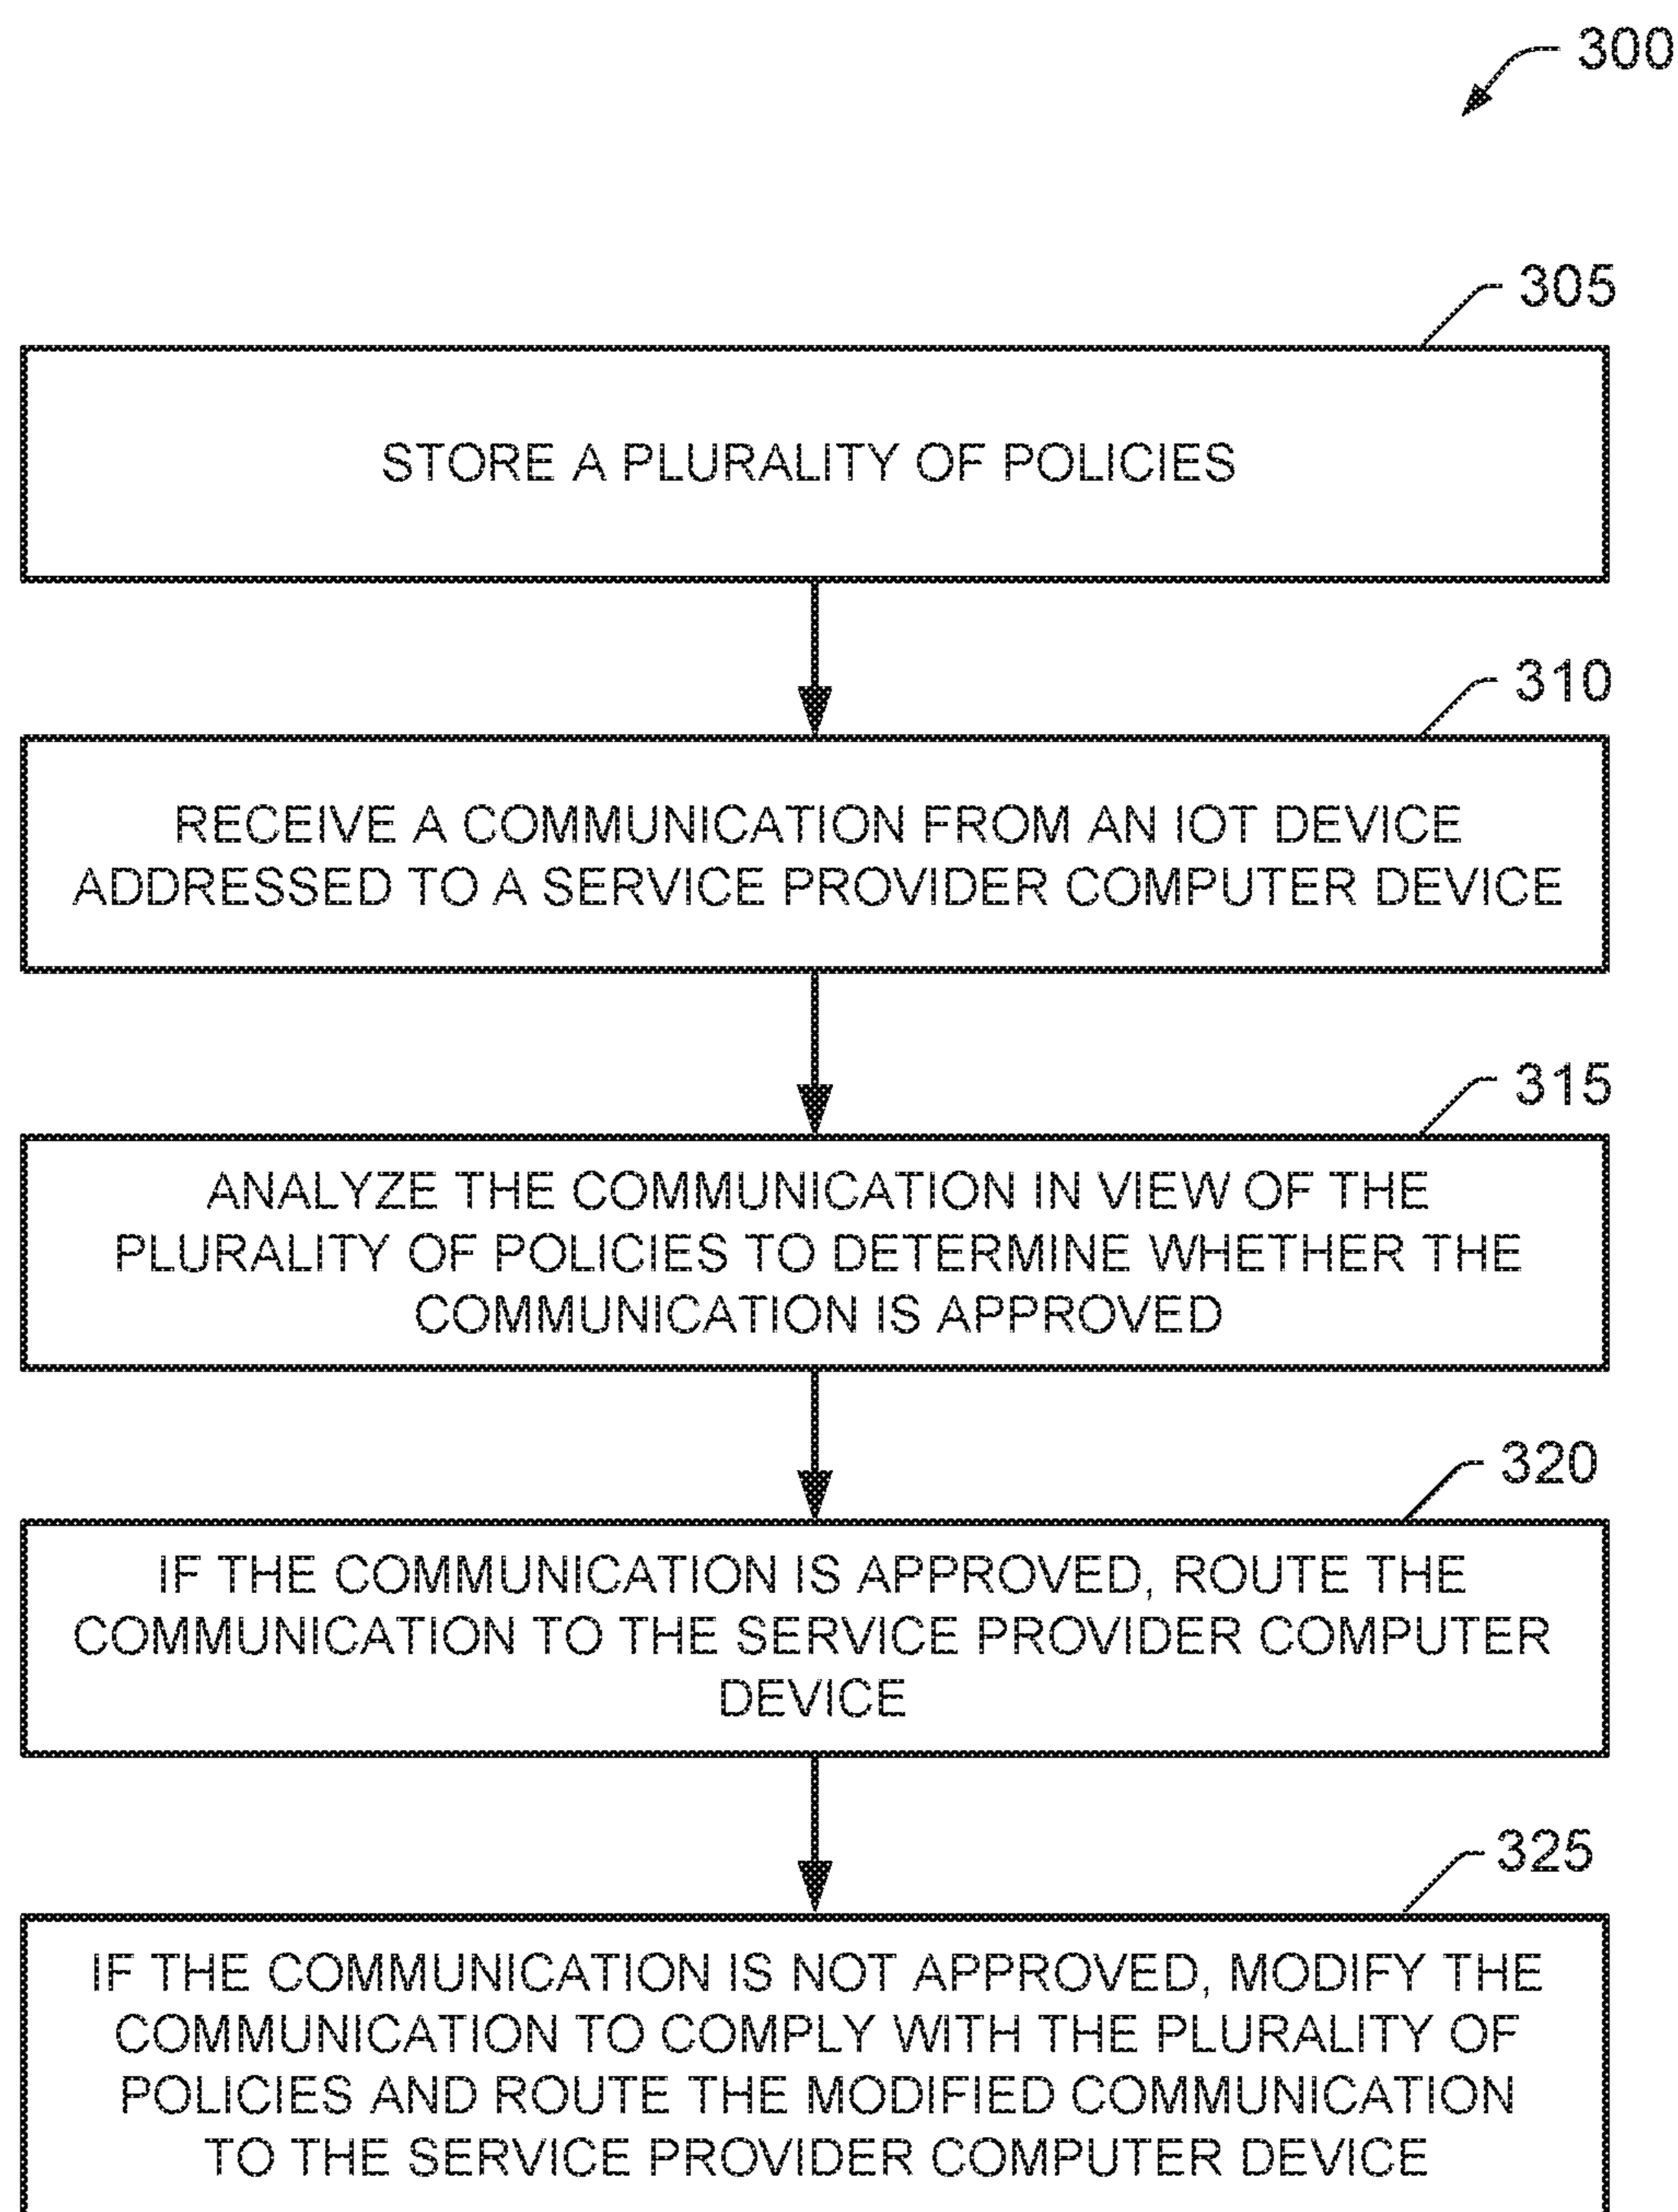 300
305
STORE A PLURALITY OF POLICIES
310
RECEIVE A COMMUNICATION FROM AN IOT DEVICE
ADDRESSED TO A SERVICE PROVIDER COMPUTER DEVICE
315
ANALYZE THE COMMUNICATION IN VIEW OF THE
PLURALITY OF POLICIES TO DETERMINE WHETHER THE
COMMUNICATION IS APPROVED
320
IF THE COMMUNICATION IS APPROVED, ROUTE THE
COMMUNICATION TO THE SERVICE PROVIDER COMPUTER
DEVICE
325
IF THE COMMUNICATION IS NOT APPROVED, MODIFY THE
COMMUNICATION TO COMPLY WITH THE PLURALITY OF
POLICIES AND ROUTE THE MODIFIED COMMUNICATION
TO THE SERVICE PROVIDER COMPUTER DEVICE